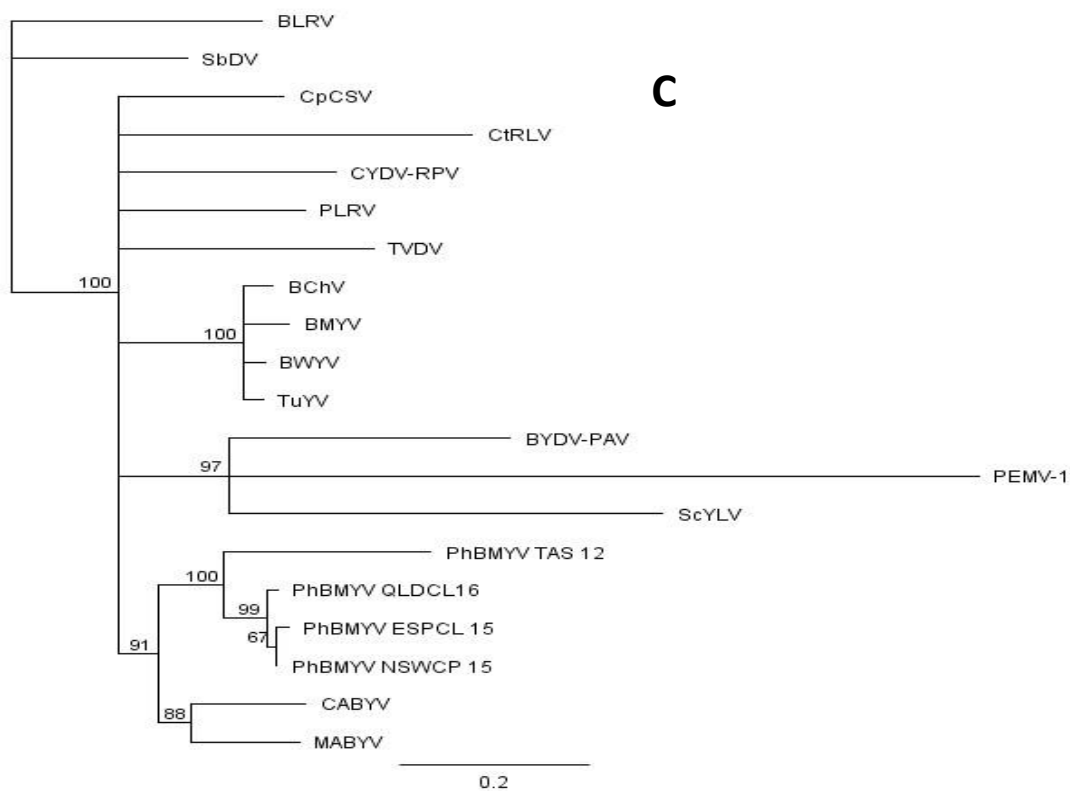 BLRV
SbDV
C
CpCSV
CtRLV
CYDV-RPV
PLRV
TVDV
100
BChV
BMYV
100
BWYV
TuYV
BYDV-PAV
97
PEMV-1
ScYLV
PhBMYV TAS 12
100
PhBMYV QLDCL16
99
PhBMYV ESPCL 15
67
91
PhBMYV NSWCP 15
CABYV
88
MABYV
0.2